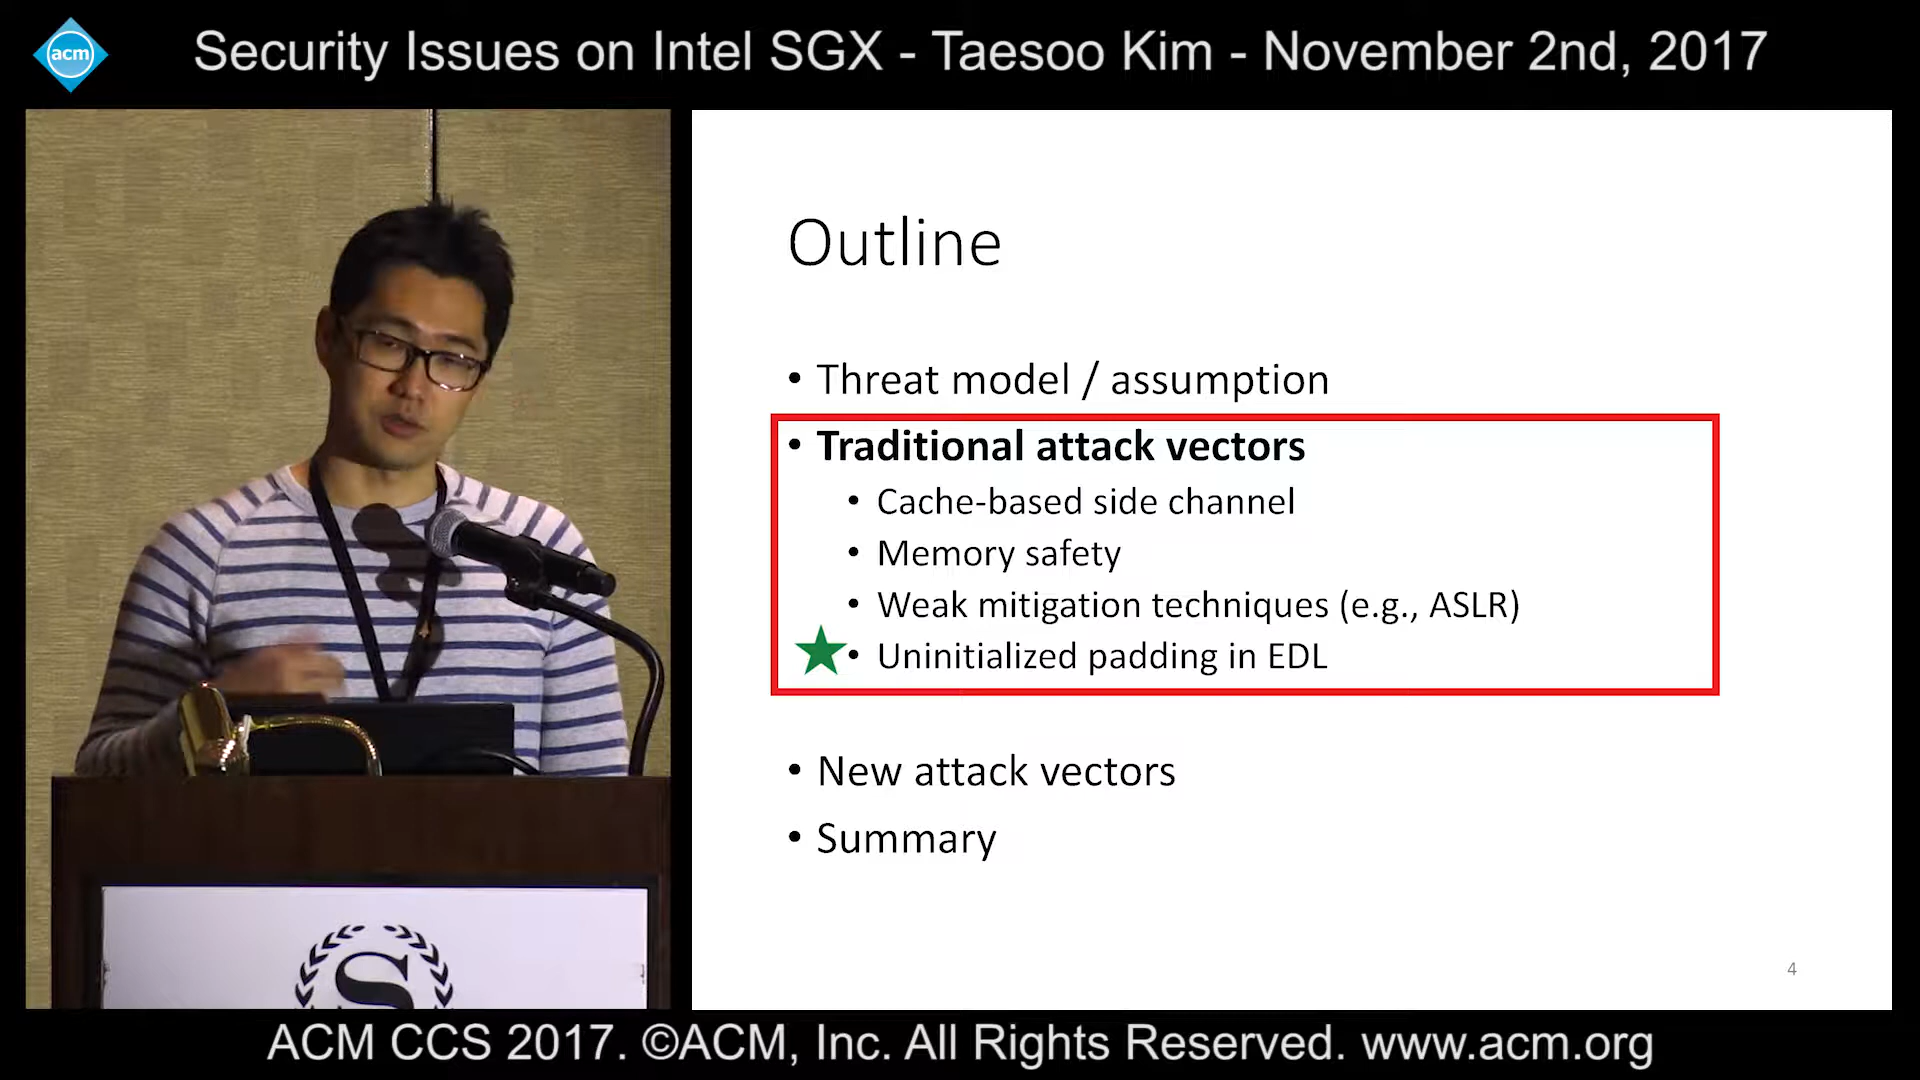 acm
Security Issues on Intel SGX - Taesoo Kim - November 2nd, 2017
Outline
• Threat model / assumption
• Traditional attack vectors
• Cache-based side channel
• Memory safety
• Weak mitigation techniques (e.g., ASLR)
• Uninitialized padding in EDL
• New attack vectors
• Summary
4
S
ACM CCS 2017. ©ACM, Inc. All Rights Reserved. www.acm.org